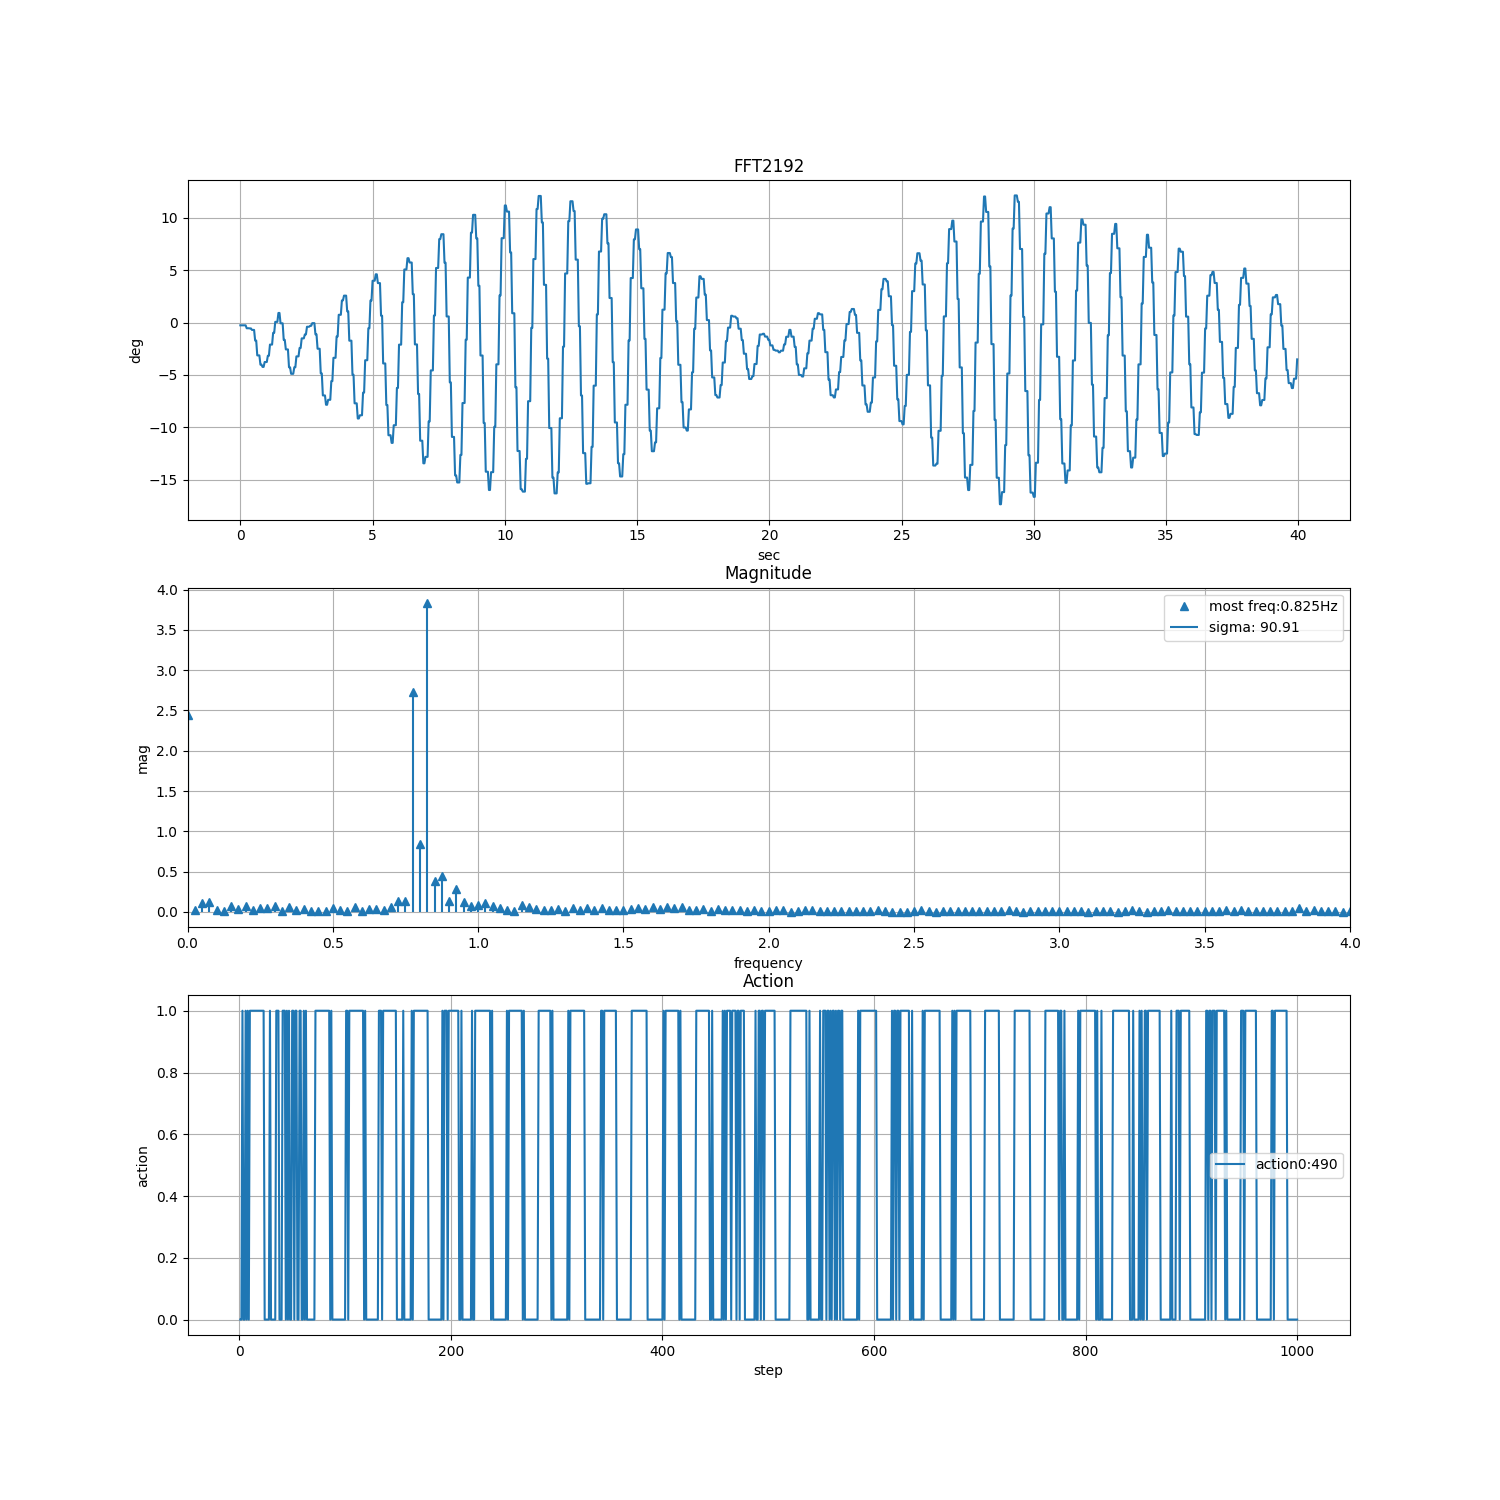 FFT2192
10
5
0
−5
−10
−15
deg
0 5 10 15 20 25 30 35 40
sec
Magnitude
4.0
3.5
3.0
2.5
2.0
1.5
1.0
0.5
0.0
mag
most freq:0.825Hz
sigma: 90.91
0.0 0.5 1.0 1.5 2.0 2.5 3.0 3.5 4.0
frequency
Action
1.0
0.8
0.6
0.4
0.2
0.0
action
action0:490
0 200 400 600 800 1000
step